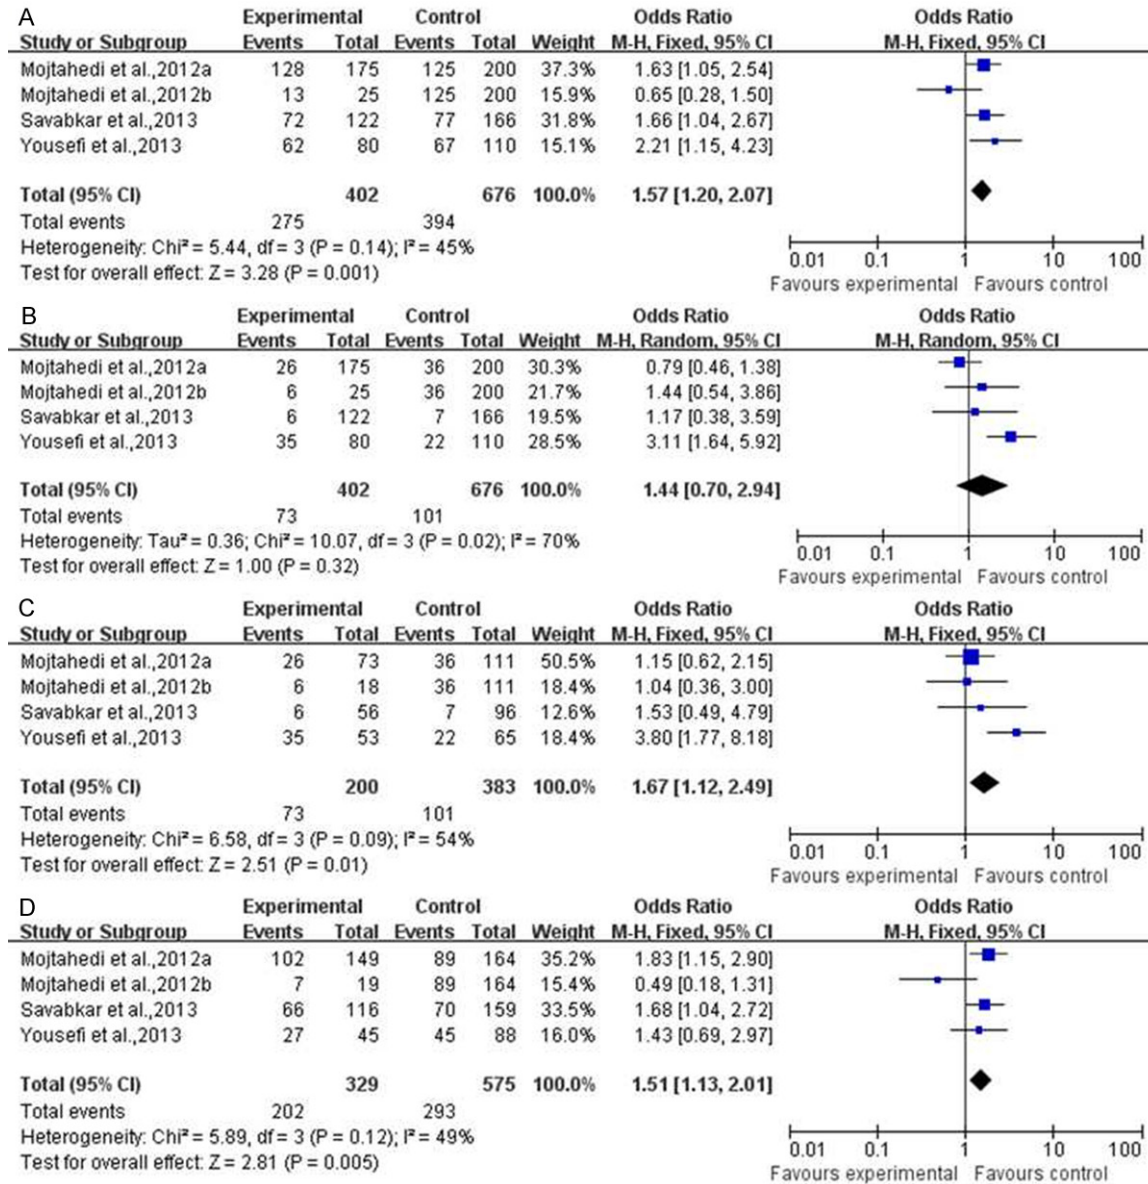 A
Experimental Control Odds Ratio Odds Ratio
Study or Subgroup Events Total Events Total Weight M-H, Fixed, 95% CI M-H, Fixed, 95% CI
Mojtahedi et al.,2012a 128 175 125 200 37.3% 1.63 [1.05, 2.54]
Mojtahedi et al.,2012b 13 25 125 200 15.9% 0.65 [0.28, 1.50]
Savabkar et al.,2013 72 122 77 166 31.8% 1.66 [1.04, 2.67]
Yousefi et al.,2013 62 80 67 110 15.1% 2.21 [1.15, 4.23]
Total (95% CI) 402 676 100.0% 1.57 [1.20, 2.07]
Total events 275 394
Heterogeneity: Chi² = 5.44, df = 3 (P = 0.14); I² = 45%
Test for overall effect: Z = 3.28 (P = 0.001)
0.01 0.1 1 10 100
Favours experimental Favours control
B
Experimental Control Odds Ratio Odds Ratio
Study or Subgroup Events Total Events Total Weight M-H, Random, 95% CI M-H, Random, 95% CI
Mojtahedi et al.,2012a 26 175 36 200 30.3% 0.79 [0.46, 1.38]
Mojtahedi et al.,2012b 6 25 36 200 21.7% 1.44 [0.54, 3.86]
Savabkar et al.,2013 6 122 7 166 19.5% 1.17 [0.38, 3.59]
Yousefi et al.,2013 35 80 22 110 28.5% 3.11 [1.64, 5.92]
Total (95% CI) 402 676 100.0% 1.44 [0.70, 2.94]
Total events 73 101
Heterogeneity: Tau² = 0.36; Chi² = 10.07, df = 3 (P = 0.02); I² = 70%
Test for overall effect: Z = 1.00 (P = 0.32)
0.01 0.1 1 10 100
Favours experimental Favours control
C
Experimental Control Odds Ratio Odds Ratio
Study or Subgroup Events Total Events Total Weight M-H, Fixed, 95% CI M-H, Fixed, 95% CI
Mojtahedi et al.,2012a 26 73 36 111 50.5% 1.15 [0.62, 2.15]
Mojtahedi et al.,2012b 6 18 36 111 18.4% 1.04 [0.36, 3.00]
Savabkar et al.,2013 6 56 7 96 12.6% 1.53 [0.49, 4.79]
Yousefi et al.,2013 35 53 22 65 18.4% 3.80 [1.77, 8.18]
Total (95% CI) 200 383 100.0% 1.67 [1.12, 2.49]
Total events 73 101
Heterogeneity: Chi² = 6.58, df = 3 (P = 0.09); I² = 54%
Test for overall effect: Z = 2.51 (P = 0.01)
0.01 0.1 1 10 100
Favours experimental Favours control
D
Experimental Control Odds Ratio Odds Ratio
Study or Subgroup Events Total Events Total Weight M-H, Fixed, 95% CI M-H, Fixed, 95% CI
Mojtahedi et al.,2012a 102 149 89 164 35.2% 1.83 [1.15, 2.90]
Mojtahedi et al.,2012b 7 19 89 164 15.4% 0.49 [0.18, 1.31]
Savabkar et al.,2013 66 116 70 159 33.5% 1.68 [1.04, 2.72]
Yousefi et al.,2013 27 45 45 88 16.0% 1.43 [0.69, 2.97]
Total (95% CI) 329 575 100.0% 1.51 [1.13, 2.01]
Total events 202 293
Heterogeneity: Chi² = 5.89, df = 3 (P = 0.12); I² = 49%
Test for overall effect: Z = 2.81 (P = 0.005)
0.01 0.1 1 10 100
Favours experimental Favours control